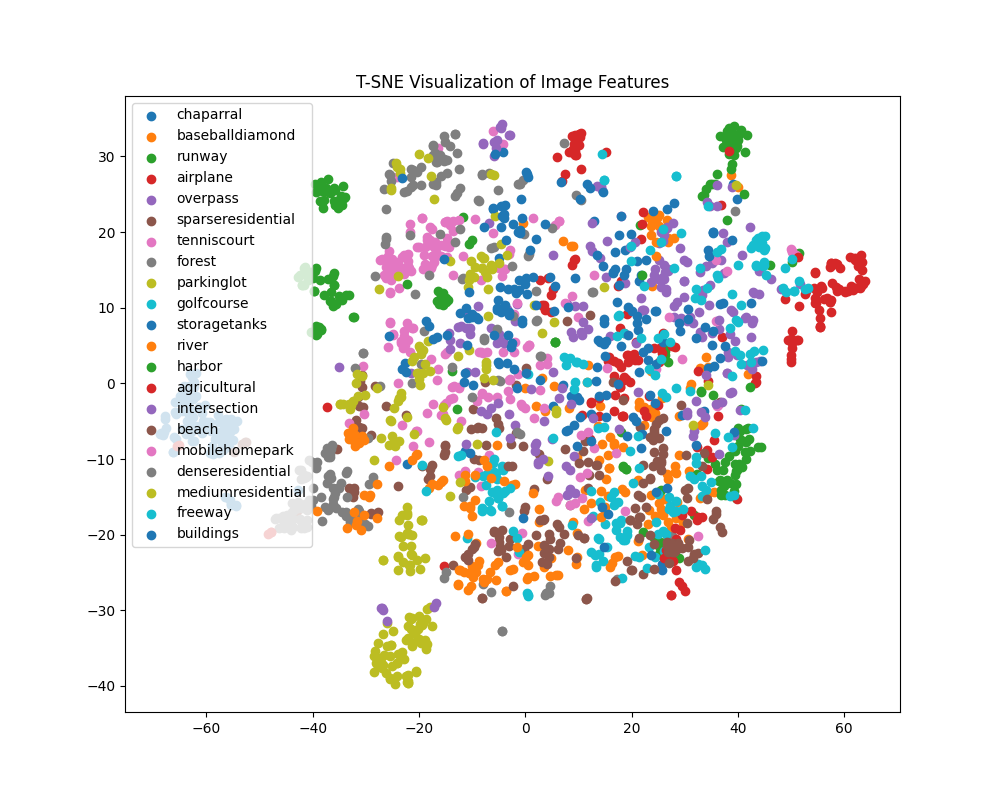 T-SNE Visualization of Image Features
chaparral
baseballdiamond
runway
airplane
overpass
sparseresidential
tenniscourt
forest
parkinglot
golfcourse
storagetanks
river
harbor
agricultural
intersection
beach
mobilehomepark
denseresidential
mediumresidential
freeway
buildings
30
20
10
0
−10
−20
−30
−40
−60
−40
−20
0
20
40
60